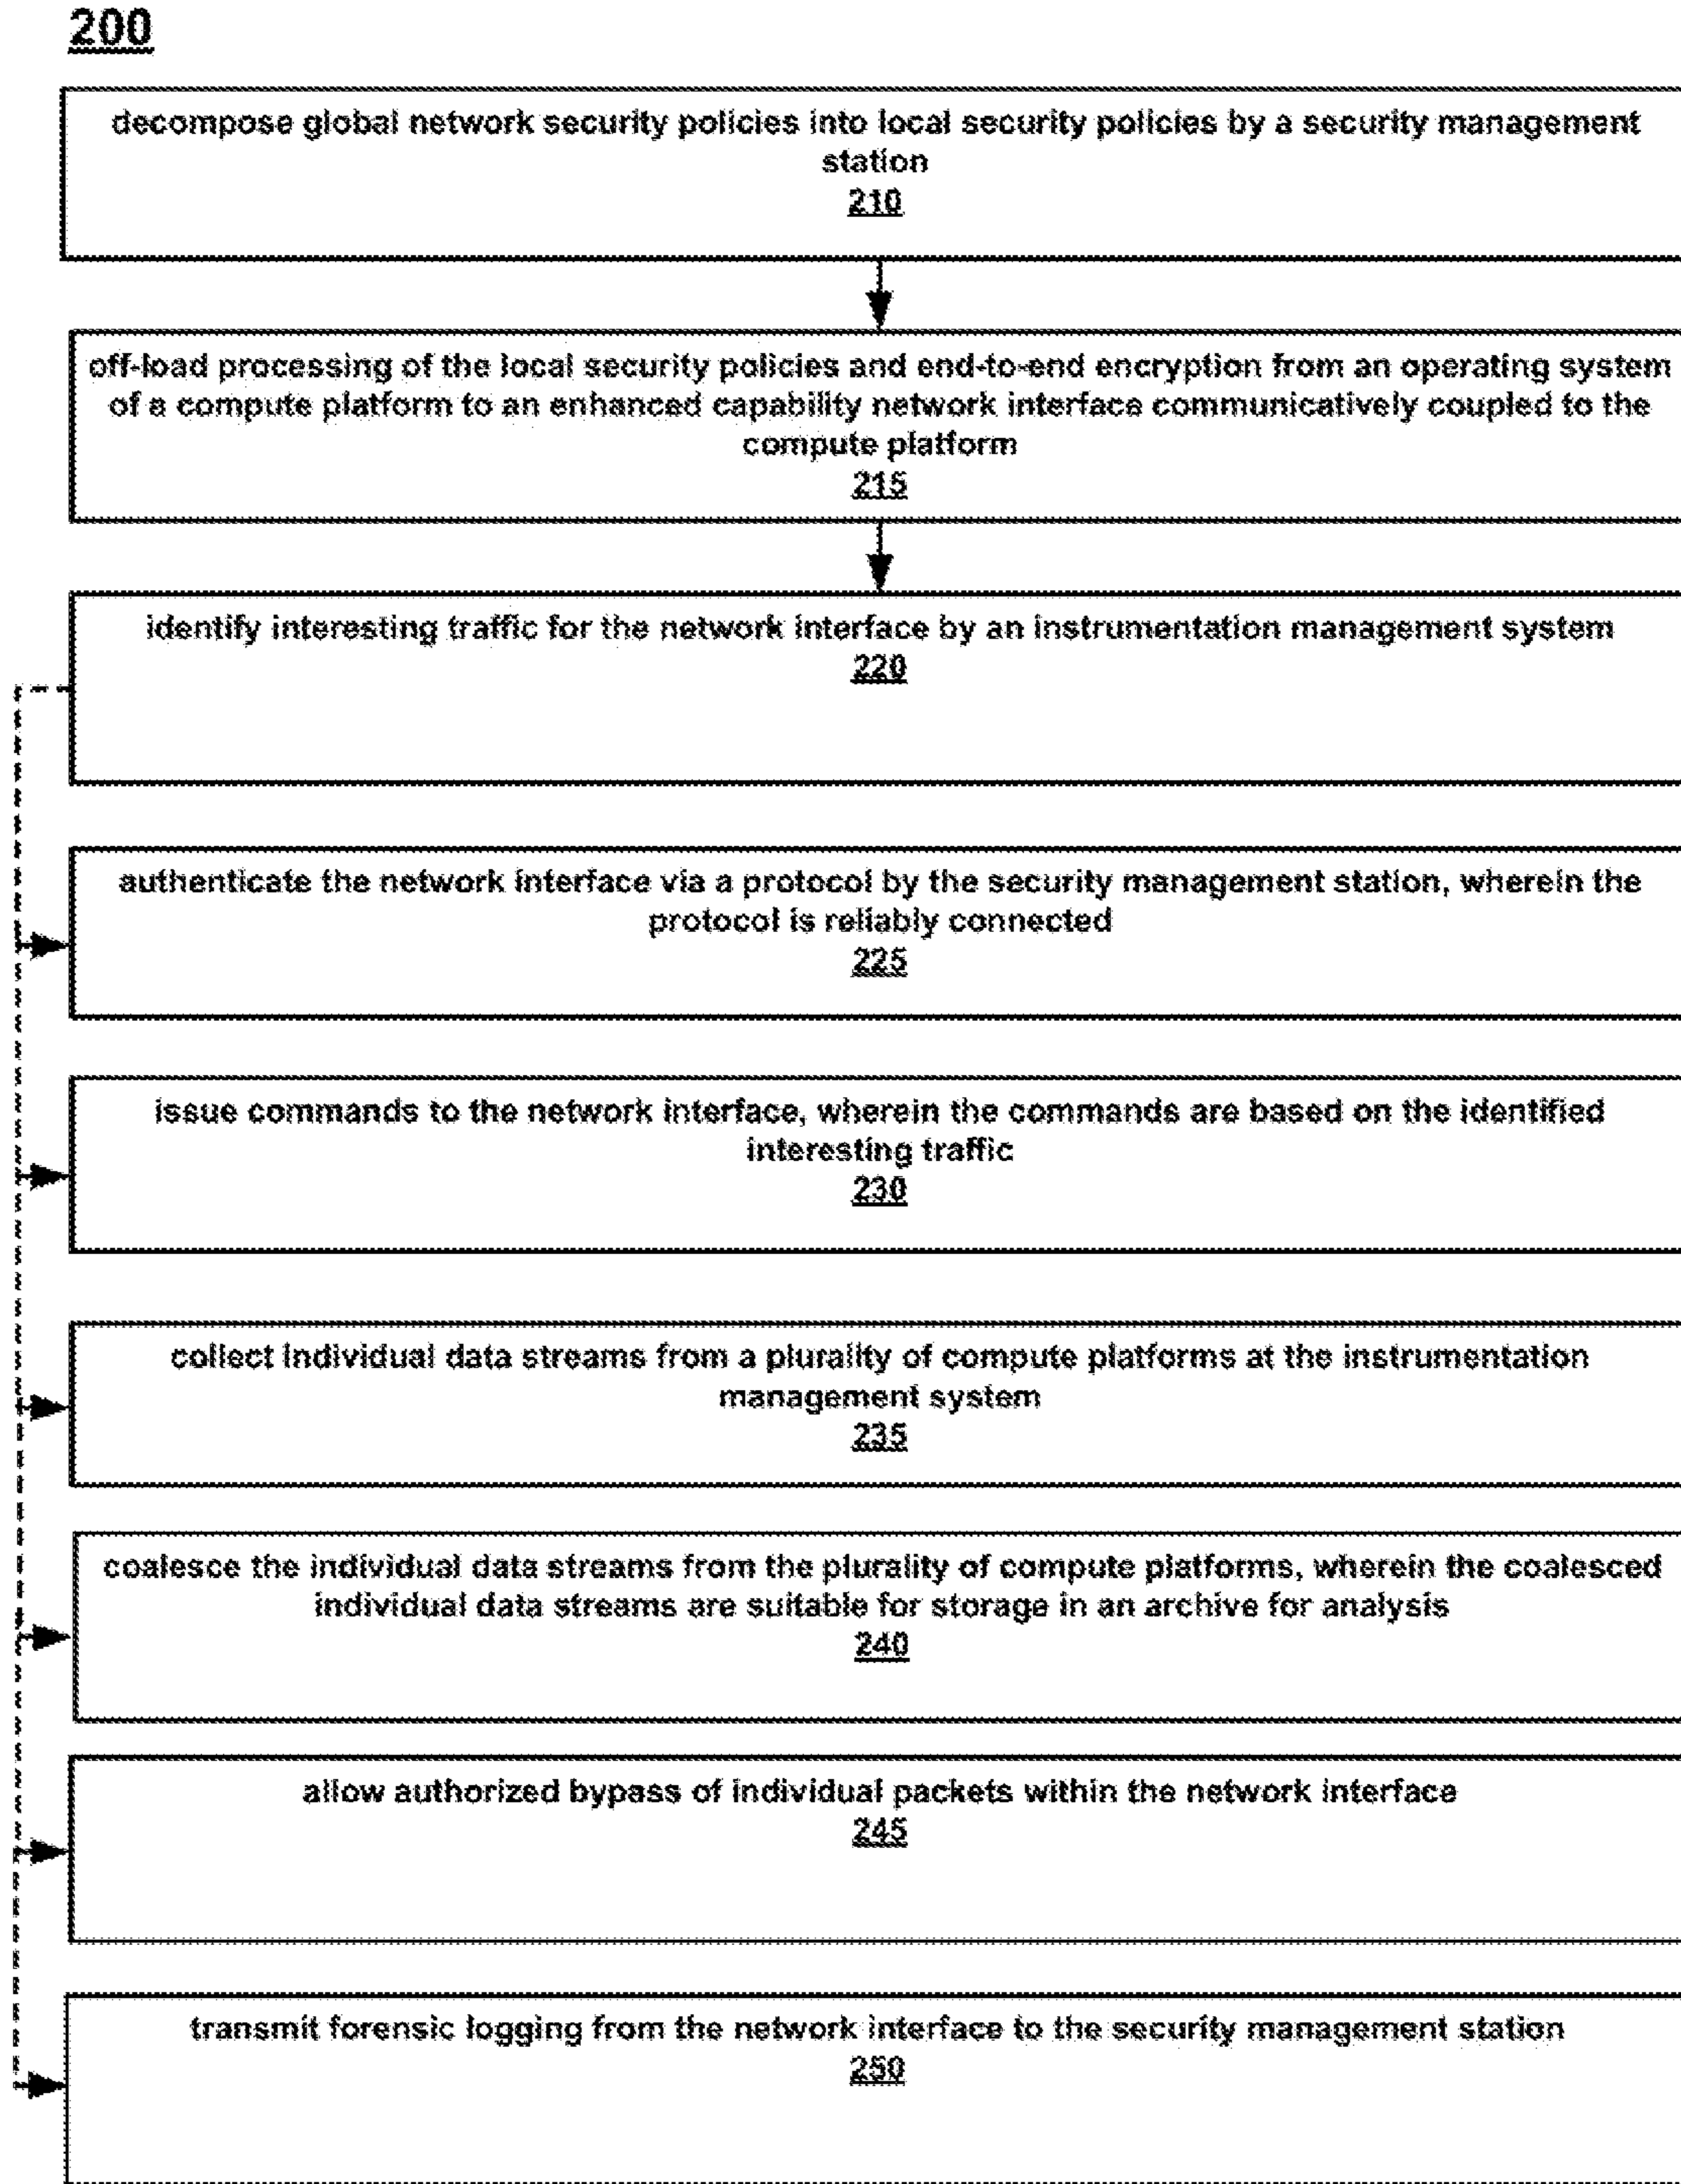 200
decompose global network security policies into local security policies by a security management
station
210
off-load processing of the local security policies and end-to-end encryption from an operating system
of a compute platform to an enhanced capability network interface communicatively coupled to the
compute platform
215
identify interesting traffic for the network interface by an instrumentation management system
220
authenticate the network interface via a protocol by the security management station, wherein the
protocol is reliably connected
225
issue commands to the network interface, wherein the commands are based on the identified
interesting traffic
230
collect individual data streams from a plurality of compute platforms at the instrumentation
management system
235
coalesce the individual data streams from the plurality of compute platforms, wherein the coalesced
individual data streams are suitable for storage in an archive for analysis
240
allow authorized bypass of individual packets within the network interface
245
transmit forensic logging from the network interface to the security management station
250